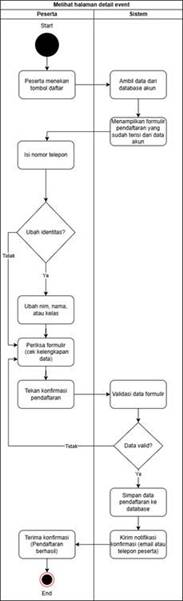 Melihat halaman detail event
Peserta
Sistem
Start
Peserta menekan
tombol daftar
Ambil data dari
database akun
Menampilkan formulir
pendaftaran yang
sudah terisi dari data
akun
Isi nomor telepon
Ubah identitas?
Tidak
Ya
Ubah nim, nama,
atau kelas
Periksa formulir
(cek kelengkapan
data)
Tekan konfirmasi
pendaftaran
Validasi data formulir
Data valid?
Tidak
Ya
Simpan data
pendaftaran ke
database
Kirim notifikasi
konfirmasi (email atau
telepon peserta)
Terima konfirmasi
(Pendaftaran
berhasil)
End